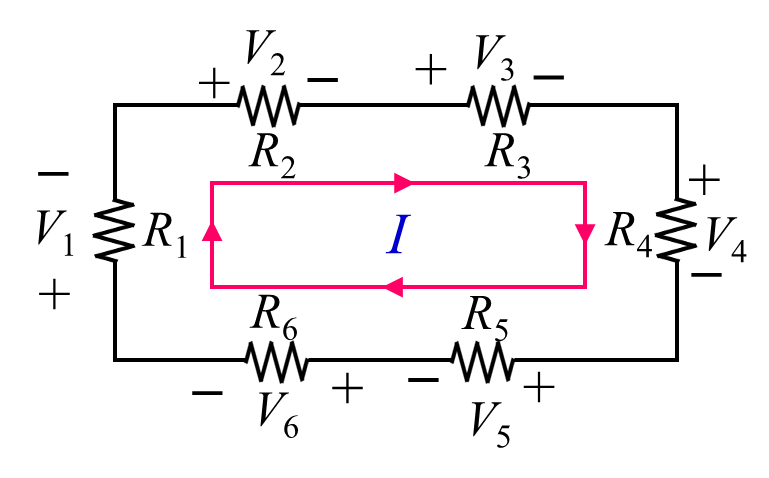 + V₂ −
+ V₃ −
R₂
R₃
−
V₁
+
R₁
I
R₄
+
V₄
−
R₆
R₅
− V₆ +
− V₅ +